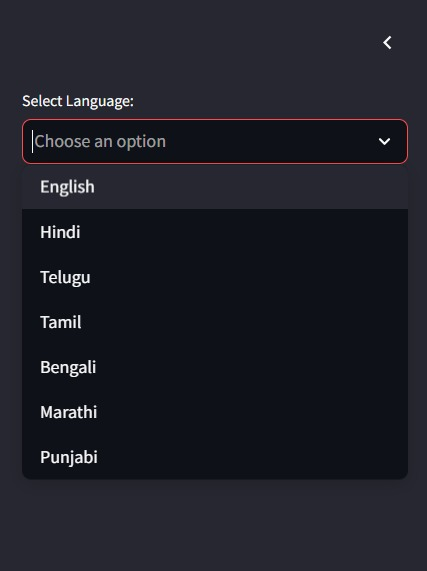 Select Language:
Choose an option
English
Hindi
Telugu
Tamil
Bengali
Marathi
Punjabi